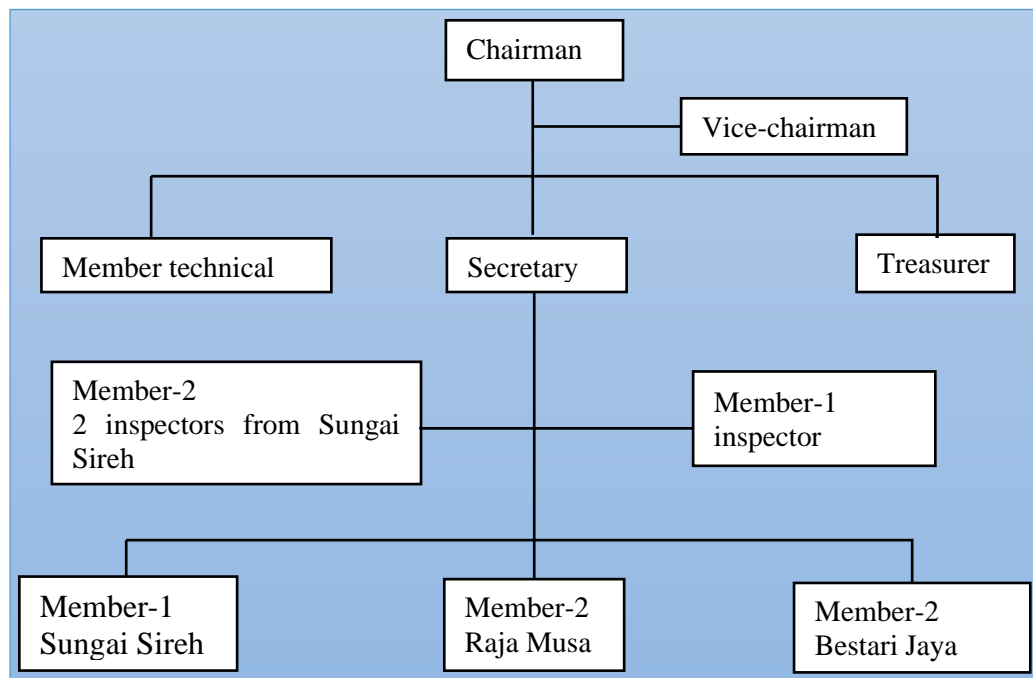 Chairman
Vice-chairman
Member technical
Secretary
Treasurer
Member-2
2 inspectors from Sungai
Sireh
Member-1
inspector
Member-1
Sungai Sireh
Member-2
Raja Musa
Member-2
Bestari Jaya